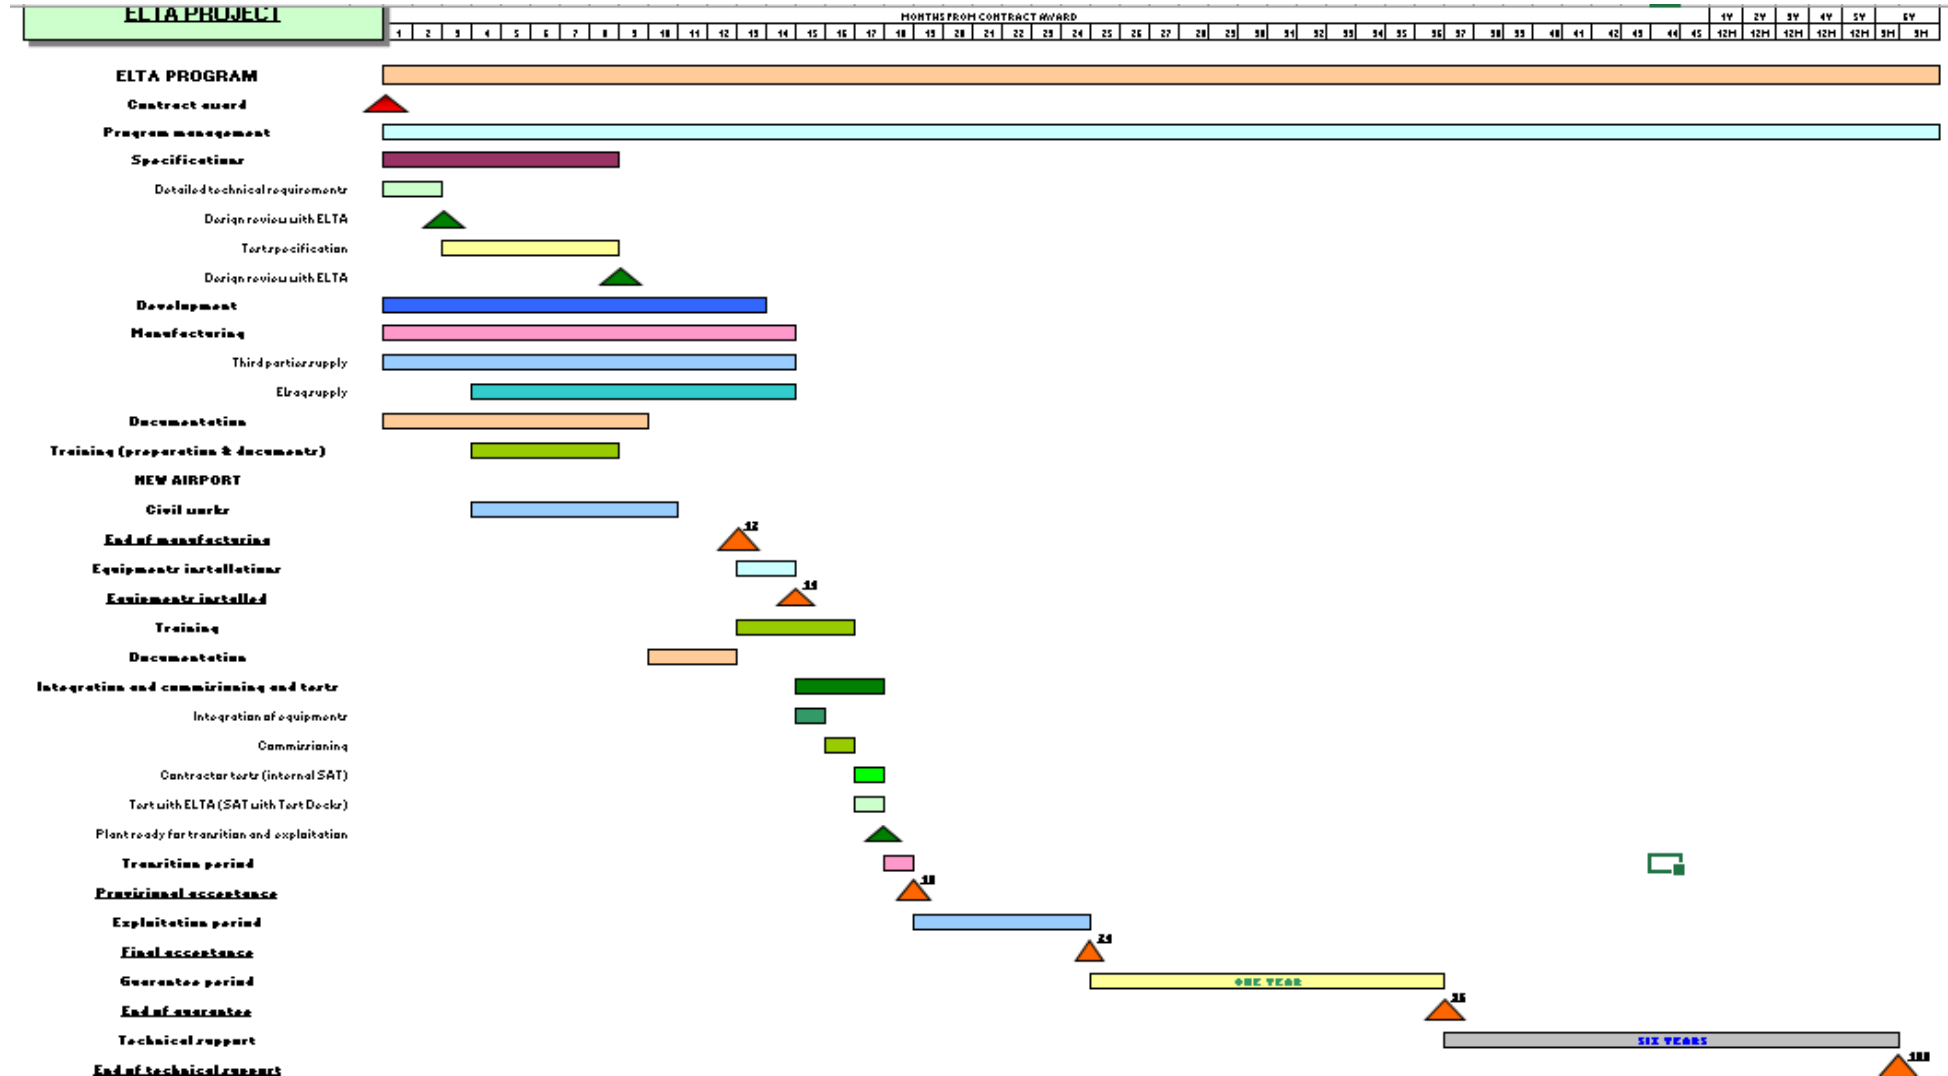 ELTA PROJECT
MONTHS FROM CONTRACT AWARD
1Y 2Y 3Y 4Y 5Y 6Y
1 2 3 4 5 6 7 8 9 10 11 12 13 14 15 16 17 18 19 20 21 22 23 24 25 26 27 28 29 30 31 32 33 34 35 36 37 38 39 40 41 42 43 44 45 12M 12M 12M 12M 12M 3M 9M
ELTA PROGRAM
Contract award
Program management
Specifications
Detailed technical requirements
Design review with ELTA
Test specification
Design review with ELTA
Development
Manufacturing
Third parties supply
Elsag supply
Documentation
Training (preparation & documents)
NEW AIRPORT
Civil works
12
End of manufacturing
Equipments installations
14
Equipments installed
Training
Documentation
Integration and commisioning and tests
Integration of equipments
Commissioning
Contractor tests (internal SAT)
Test with ELTA (SAT with Test Decks)
Plant ready for transition and exploitation
Transition period
18
Provisional acceptance
Exploitation period
24
Final acceptance
Guarantee period ONE YEAR
36
End of guarantee
Technical support SIX YEARS
End of technical support